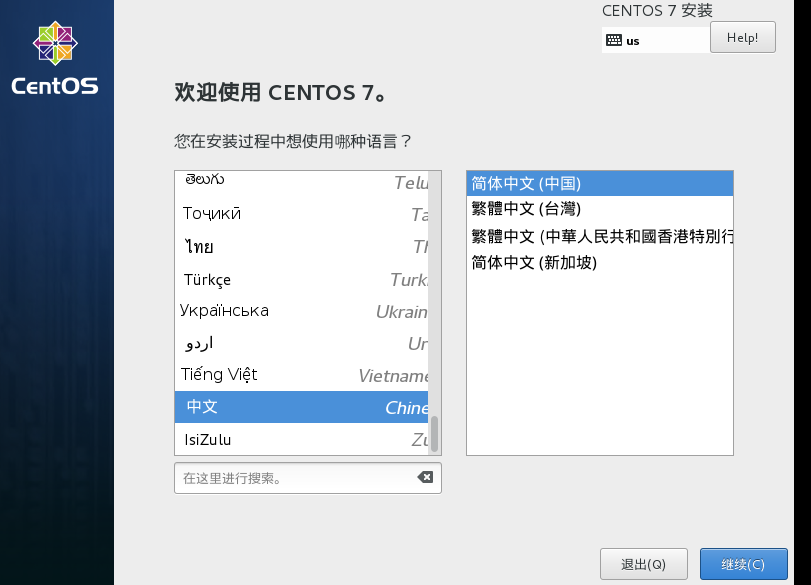 CentOS
CENTOS 7 安装
us
Help!
欢迎使用 CENTOS 7。
您在安装过程中想使用哪种语言？
తెలుగు Telu
Тоҷикӣ Ta
ไทย Th
Türkçe Turk
Українська Ukrain
اردو Ur
Tiếng Việt Vietname
中文 Chine
IsiZulu Zu
在这里进行搜索。
简体中文 (中国)
繁體中文 (台灣)
繁體中文 (中華人民共和國香港特別行
简体中文 (新加坡)
退出(Q)
继续(C)